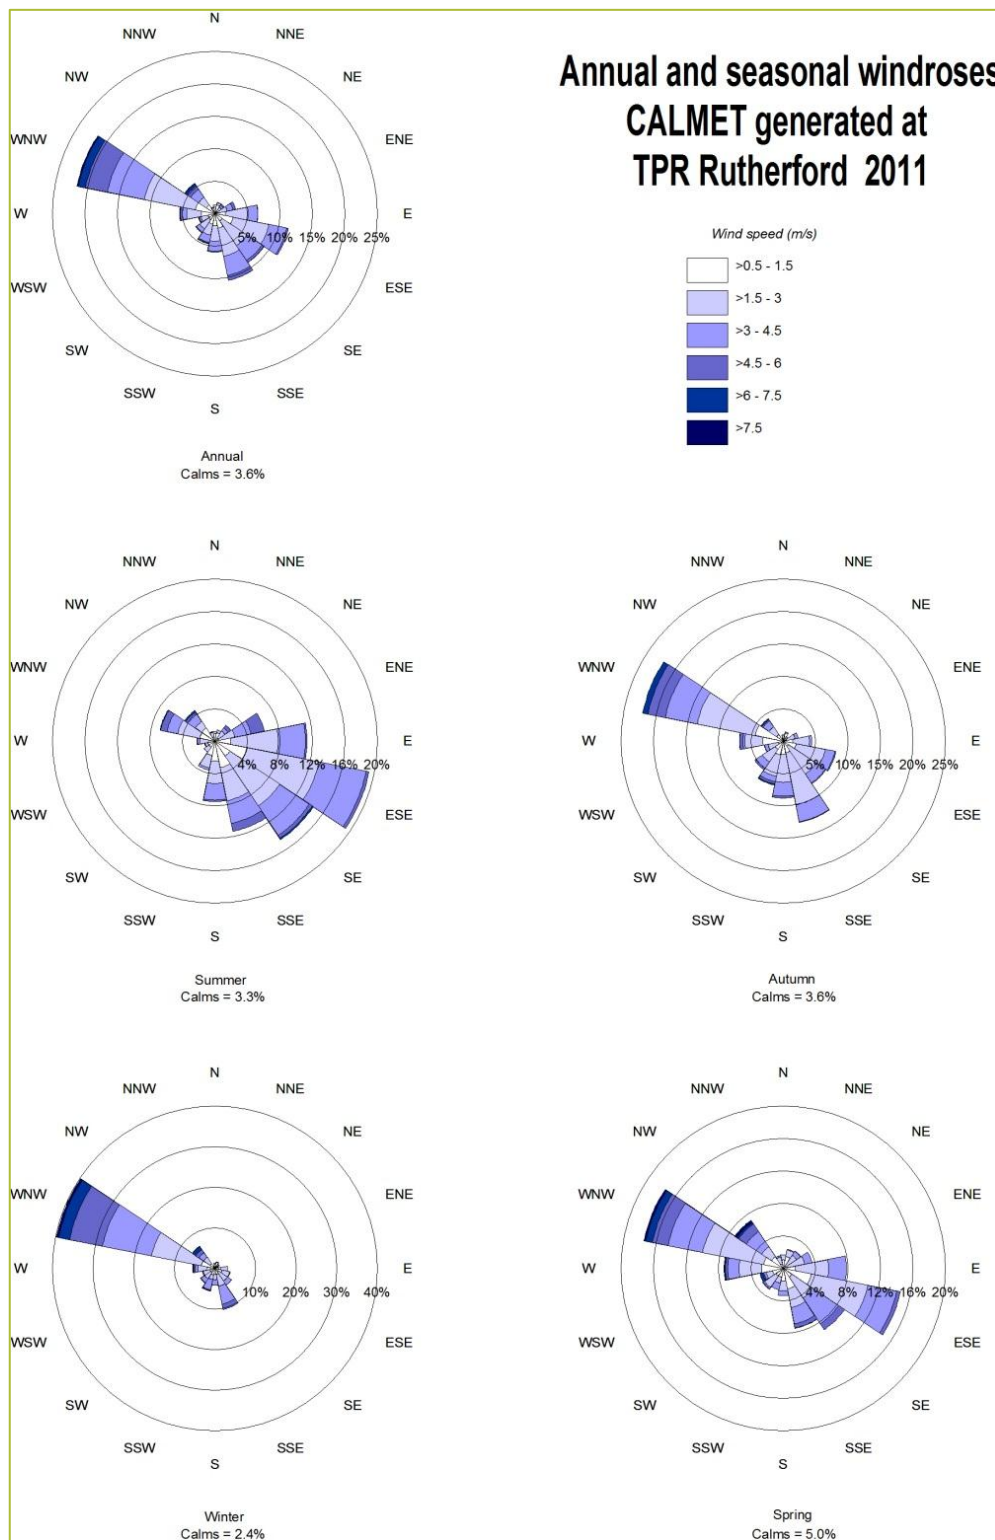 Annual and seasonal windroses
CALMET generated at
TPR Rutherford 2011
Wind speed (m/s)
>0.5 - 1.5
>1.5 - 3
>3 - 4.5
>4.5 - 6
>6 - 7.5
>7.5
N
NNW NNE
NW NE
WNW ENE
W E
5% 10% 15% 20% 25%
WSW ESE
SW SE
SSW SSE
S
Annual
Calms = 3.6%
N
NNW NNE
NW NE
WNW ENE
W E
4% 8% 12% 16% 20%
WSW ESE
SW SE
SSW SSE
S
Summer
Calms = 3.3%
N
NNW NNE
NW NE
WNW ENE
W E
5% 10% 15% 20% 25%
WSW ESE
SW SE
SSW SSE
S
Autumn
Calms = 3.6%
N
NNW NNE
NW NE
WNW ENE
W E
10% 20% 30% 40%
WSW ESE
SW SE
SSW SSE
S
Winter
Calms = 2.4%
N
NNW NNE
NW NE
WNW ENE
W E
4% 8% 12% 16% 20%
WSW ESE
SW SE
SSW SSE
S
Spring
Calms = 5.0%